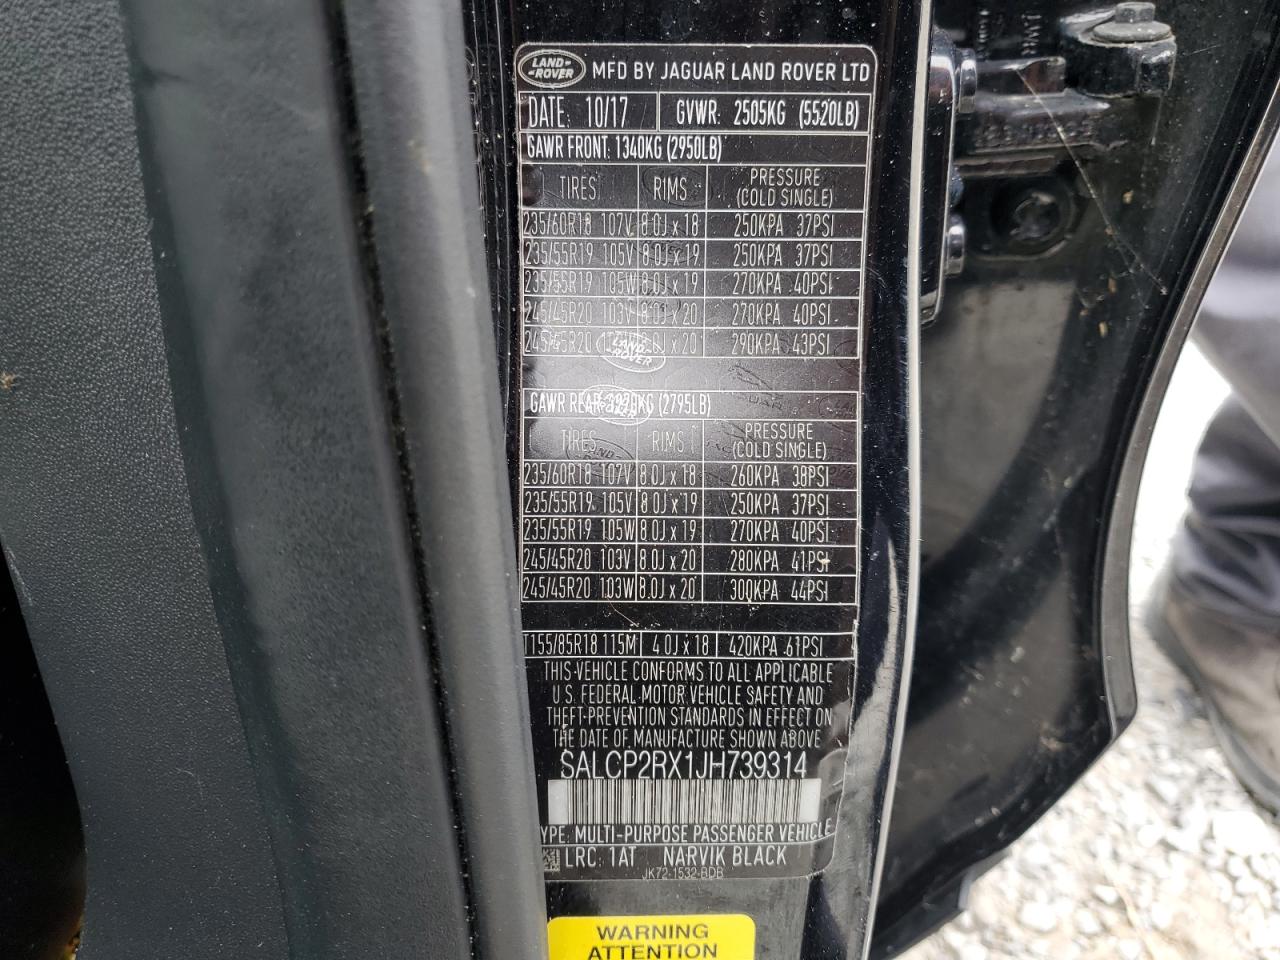 LAND-
-ROVER
MFD BY JAGUAR LAND ROVER LTD
DATE: 10/17 GVWR: 2505KG (5520LB)
GAWR FRONT: 1340KG (2950LB)
TIRES RIMS PRESSURE
(COLD SINGLE)
235/60R18 107V 8.0J x 18 250KPA 37PSI
235/55R19 105V 8.0J x 19 250KPA 37PSI
235/55R19 105W 8.0J x 19 270KPA 40PSI
245/45R20 103V 8.0J x 20 270KPA 40PSI
245/45R20 x 20 290KPA 43PSI
LAND-
-ROVER
GAWR REAR (2795LB)
TIRES RIMS PRESSURE
(COLD SINGLE)
235/60R18 107V 8.0J x 18 260KPA 38PSI
235/55R19 105V 8.0J x 19 250KPA 37PSI
235/55R19 105W 8.0J x 19 270KPA 40PSI
245/45R20 103V 8.0J x 20 280KPA 41PSI
245/45R20 103W 8.0J x 20 300KPA 44PSI
T155/85R18 115M 4.0J x 18 420KPA 61PSI
THIS VEHICLE CONFORMS TO ALL APPLICABLE
U.S. FEDERAL MOTOR VEHICLE SAFETY AND
THEFT-PREVENTION STANDARDS IN EFFECT ON
THE DATE OF MANUFACTURE SHOWN ABOVE
SALCP2RX1JH739314
TYPE: MULTI-PURPOSE PASSENGER VEHICLE
LRC: 1AT NARVIK BLACK
JK72-1532-BDB
WARNING
ATTENTION